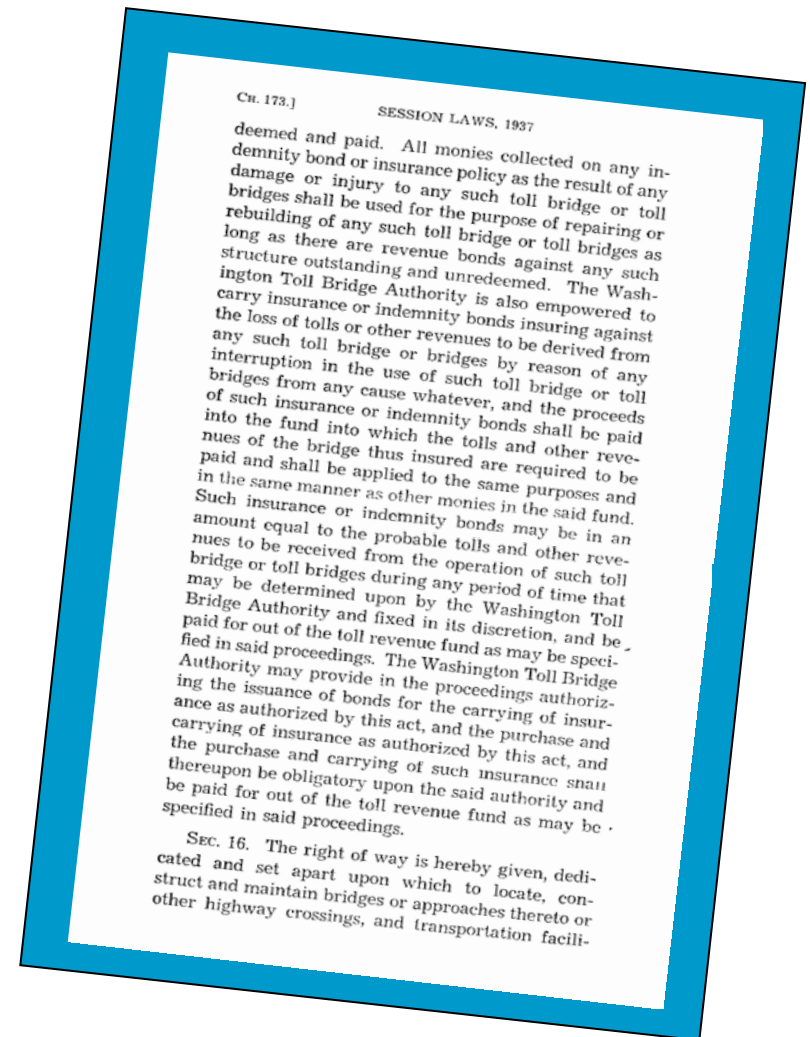 CH. 173.] SESSION LAWS, 1937
deemed and paid. All monies collected on any in-
demnity bond or insurance policy as the result of any
damage or injury to any such toll bridge or toll
bridges shall be used for the purpose of repairing or
rebuilding of any such toll bridge or toll bridges as
long as there are revenue bonds against any such
structure outstanding and unredeemed. The Wash-
ington Toll Bridge Authority is also empowered to
carry insurance or indemnity bonds insuring against
the loss of tolls or other revenues to be derived from
any such toll bridge or bridges by reason of any
interruption in the use of such toll bridge or toll
bridges from any cause whatever, and the proceeds
of such insurance or indemnity bonds shall be paid
into the fund into which the tolls and other reve-
nues of the bridge thus insured are required to be
paid and shall be applied to the same purposes and
in the same manner as other monies in the said fund.
Such insurance or indemnity bonds may be in an
amount equal to the probable tolls and other reve-
nues to be received from the operation of such toll
bridge or toll bridges during any period of time that
may be determined upon by the Washington Toll
Bridge Authority and fixed in its discretion, and be
paid for out of the toll revenue fund as may be speci-
fied in said proceedings. The Washington Toll Bridge
Authority may provide in the proceedings authoriz-
ing the issuance of bonds for the carrying of insur-
ance as authorized by this act, and the purchase and
carrying of insurance as authorized by this act, and
the purchase and carrying of such insurance shall
thereupon be obligatory upon the said authority and
be paid for out of the toll revenue fund as may be
specified in said proceedings.
SEC. 16. The right of way is hereby given, dedi-
cated and set apart upon which to locate, con-
struct and maintain bridges or approaches thereto or
other highway crossings, and transportation facili-